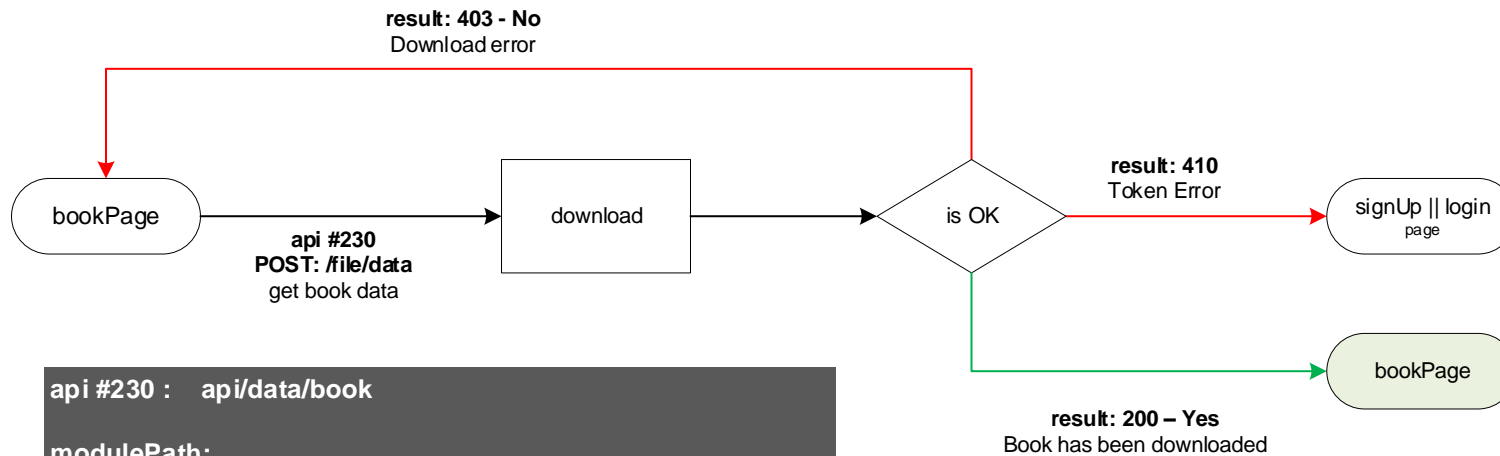 result: 403 - No
Download error
bookPage
api #230
POST: /file/data
get book data
download
is OK
result: 410
Token Error
signUp || login
page
bookPage
result: 200 – Yes
Book has been downloaded
api #230 : api/data/book
modulePath: